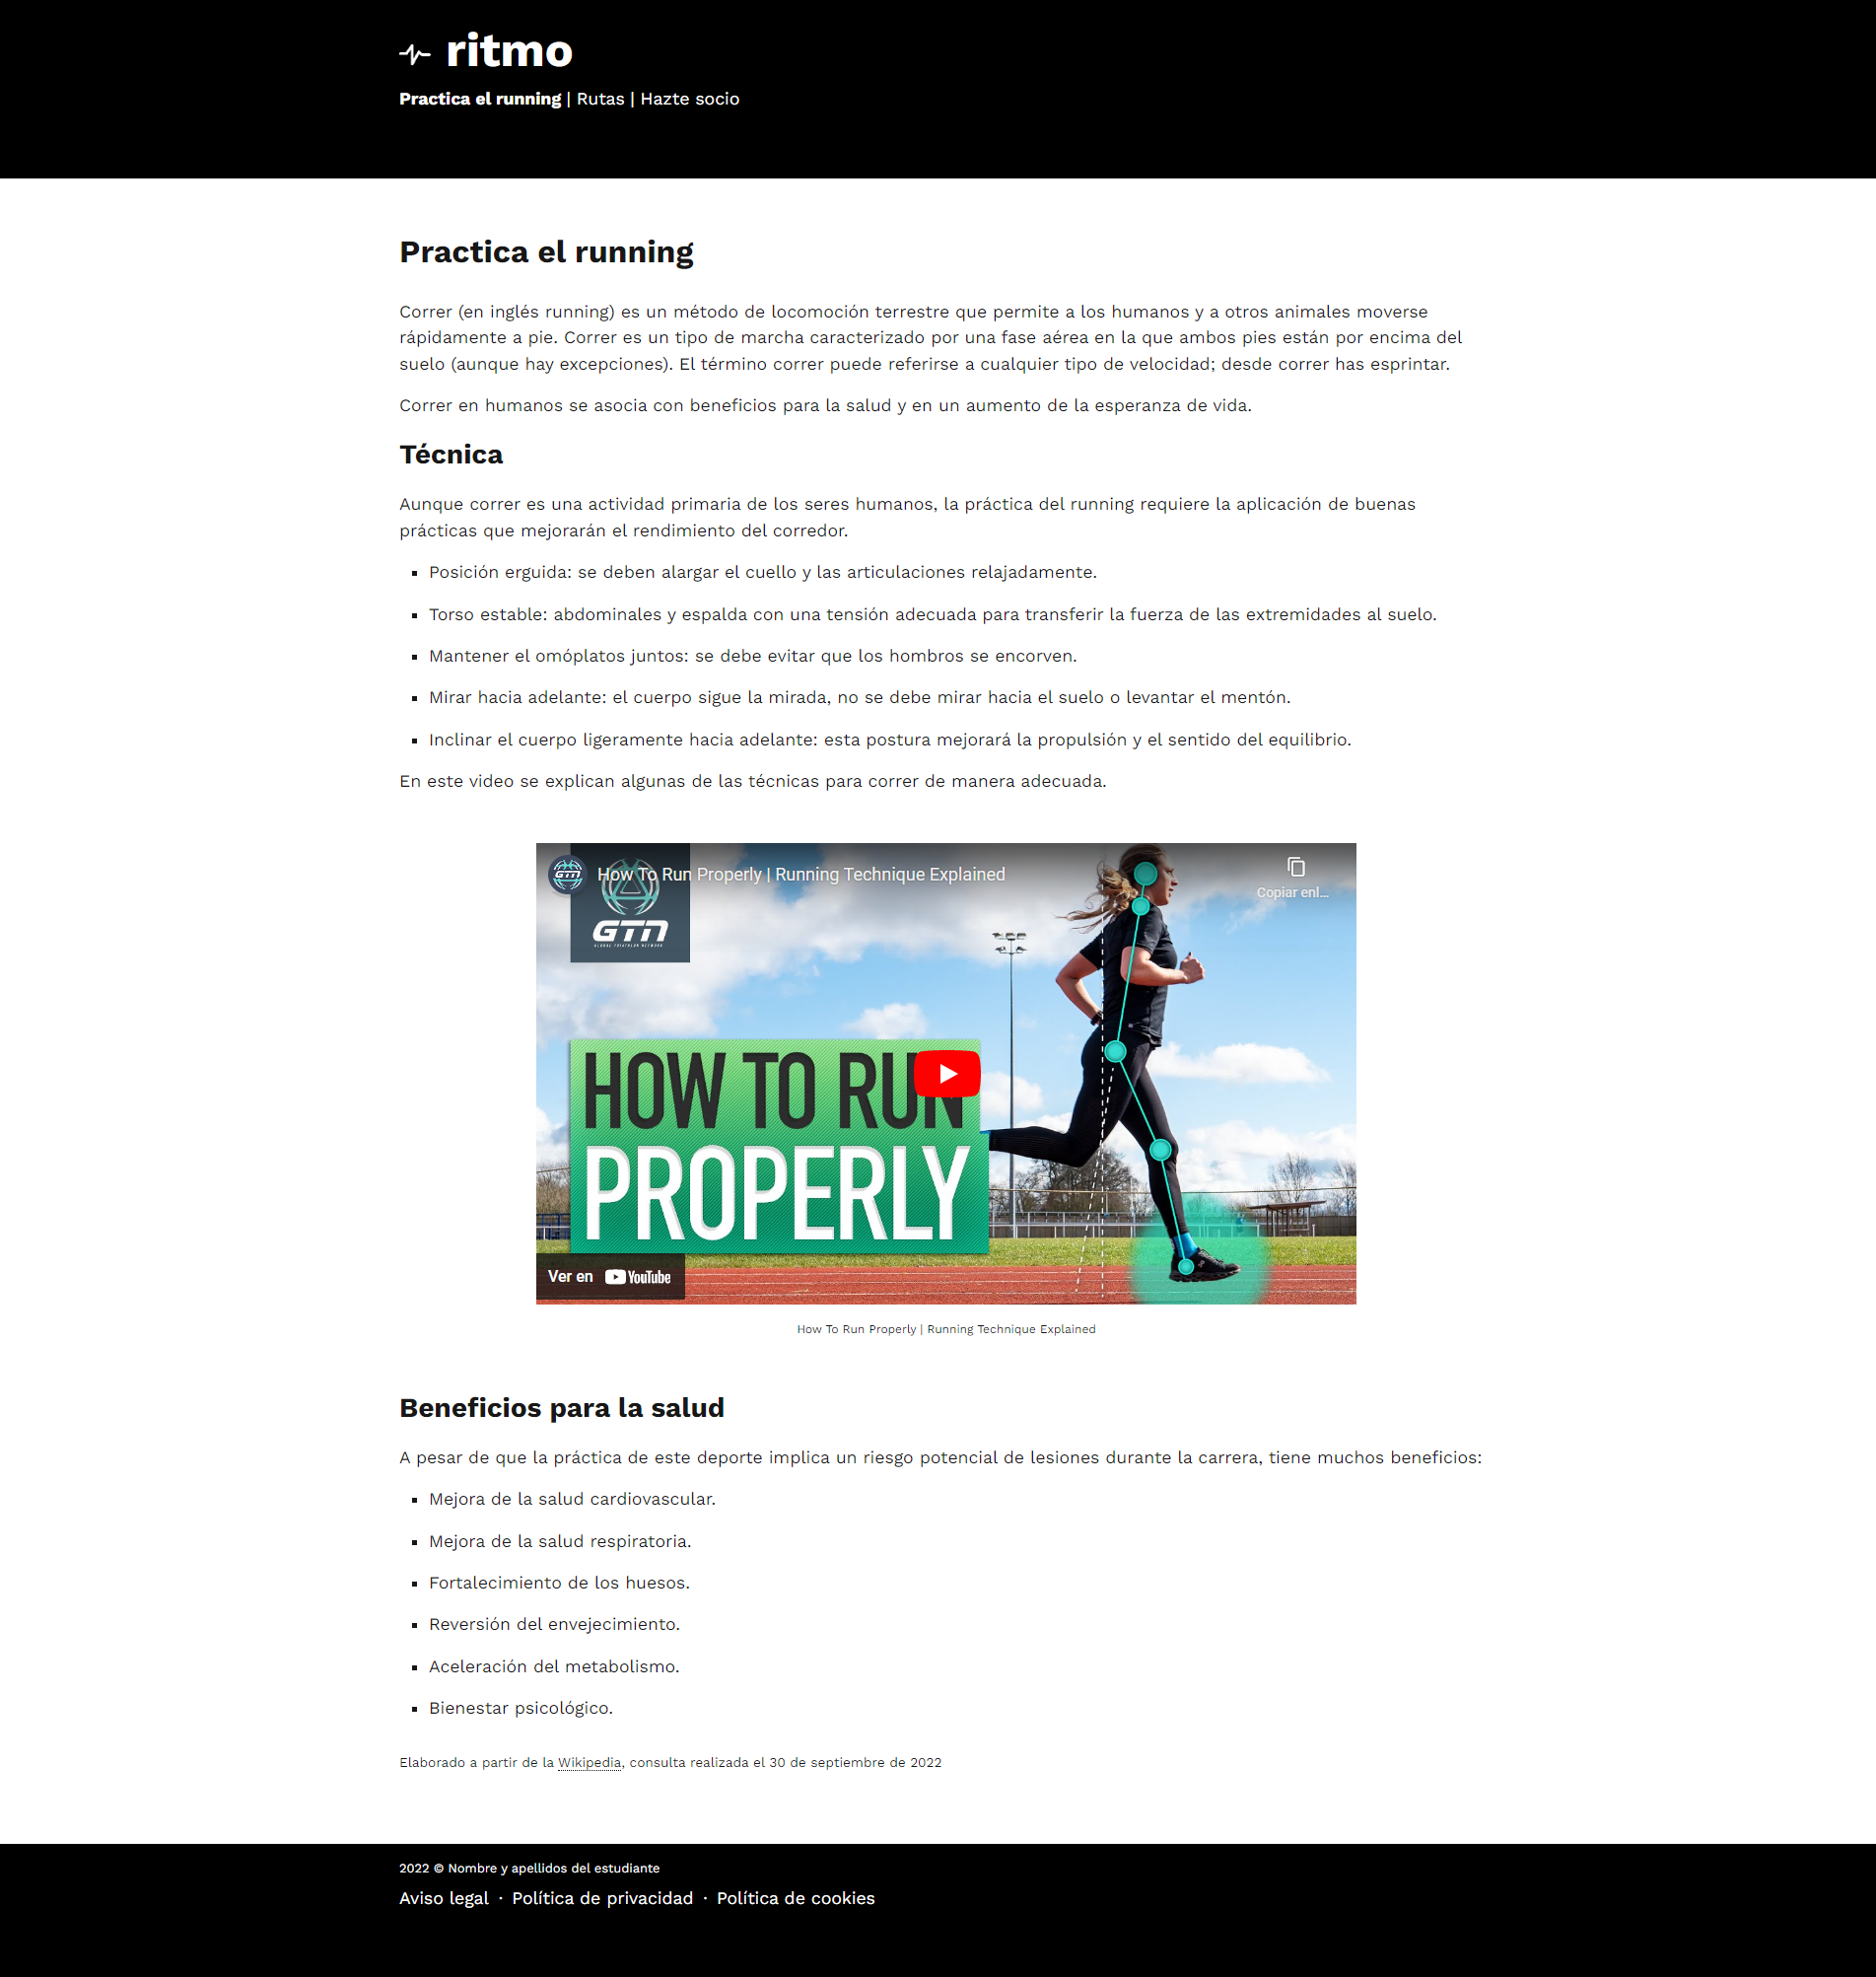 ritmo
Practica el running | Rutas | Hazte socio
Practica el running
Correr (en inglés running) es un método de locomoción terrestre que permite a los humanos y a otros animales moverse
rápidamente a pie. Correr es un tipo de marcha caracterizado por una fase aérea en la que ambos pies están por encima del
suelo (aunque hay excepciones). El término correr puede referirse a cualquier tipo de velocidad; desde correr has esprintar.
Correr en humanos se asocia con beneficios para la salud y en un aumento de la esperanza de vida.
Técnica
Aunque correr es una actividad primaria de los seres humanos, la práctica del running requiere la aplicación de buenas
prácticas que mejorarán el rendimiento del corredor.
▪ Posición erguida: se deben alargar el cuello y las articulaciones relajadamente.
▪ Torso estable: abdominales y espalda con una tensión adecuada para transferir la fuerza de las extremidades al suelo.
▪ Mantener el omóplatos juntos: se debe evitar que los hombros se encorven.
▪ Mirar hacia adelante: el cuerpo sigue la mirada, no se debe mirar hacia el suelo o levantar el mentón.
▪ Inclinar el cuerpo ligeramente hacia adelante: esta postura mejorará la propulsión y el sentido del equilibrio.
En este video se explican algunas de las técnicas para correr de manera adecuada.
GTN
How To Run Properly | Running Technique Explained
Copiar enl...
GTN
GLOBAL TRIATHLON NETWORK
HOW TO RUN
PROPERLY
Ver en YouTube
How To Run Properly | Running Technique Explained
Beneficios para la salud
A pesar de que la práctica de este deporte implica un riesgo potencial de lesiones durante la carrera, tiene muchos beneficios:
▪ Mejora de la salud cardiovascular.
▪ Mejora de la salud respiratoria.
▪ Fortalecimiento de los huesos.
▪ Reversión del envejecimiento.
▪ Aceleración del metabolismo.
▪ Bienestar psicológico.
Elaborado a partir de la Wikipedia, consulta realizada el 30 de septiembre de 2022
2022 © Nombre y apellidos del estudiante
Aviso legal · Política de privacidad · Política de cookies